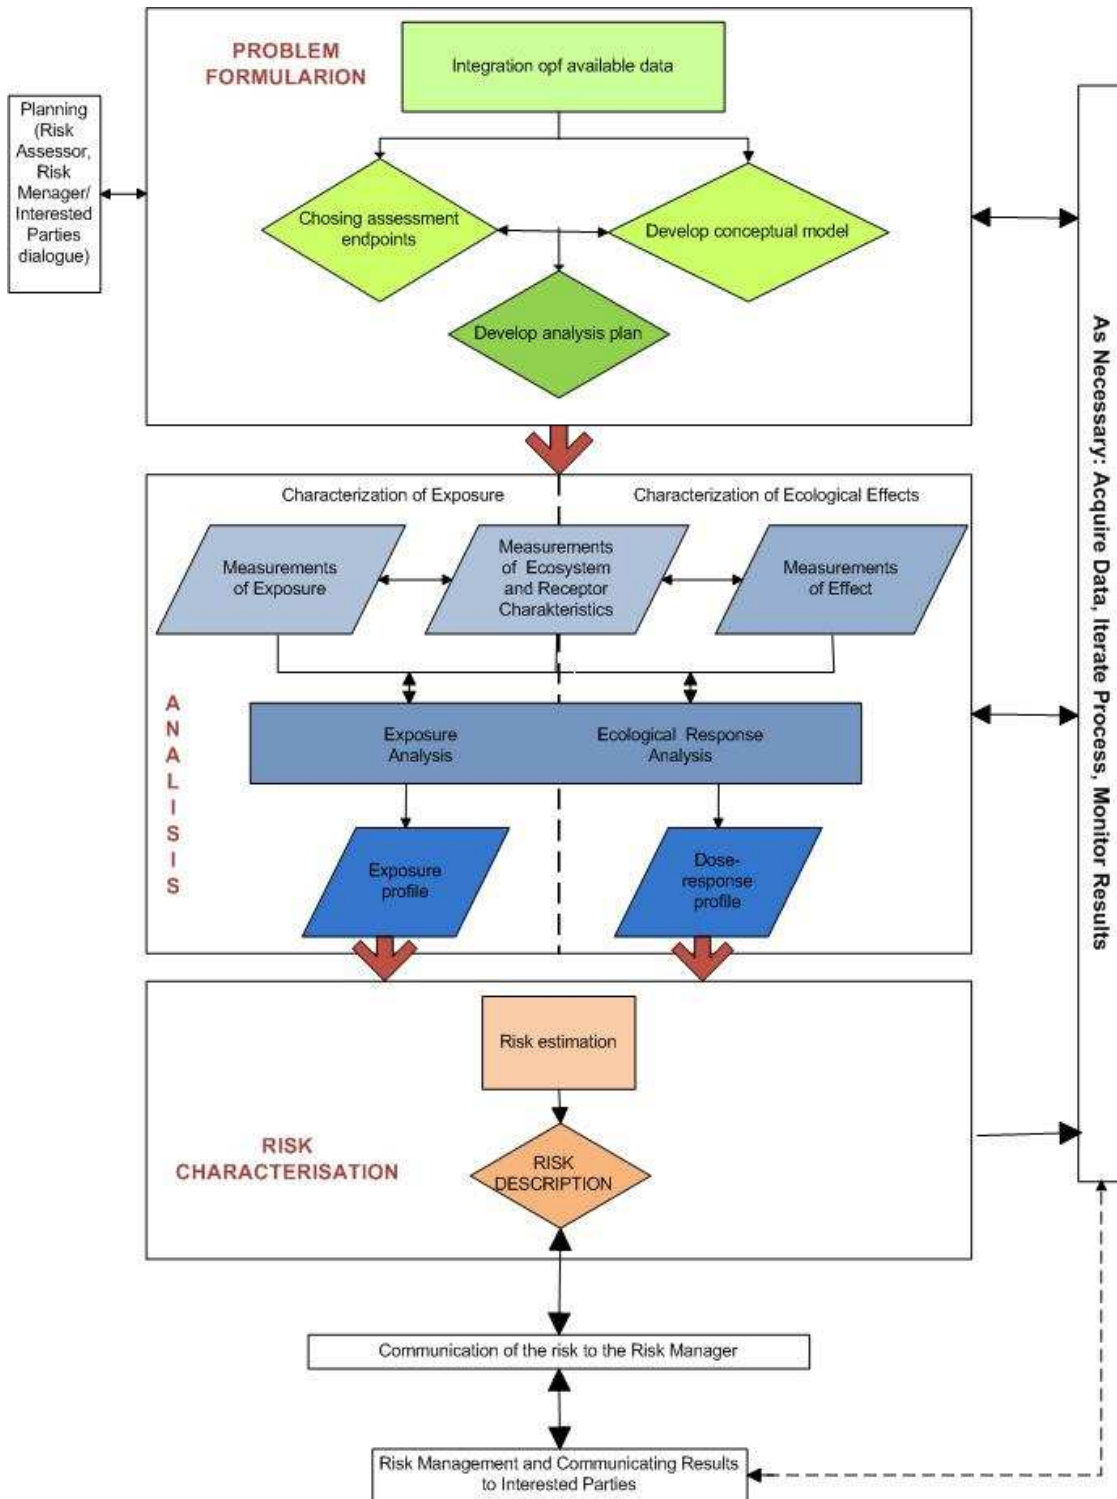 PROBLEM
FORMULARION
Integration opf available data
Planning
(Risk
Assessor,
Risk
Menager/
Interested
Parties
dialogue)
Chosing assessment
endpoints
Develop conceptual model
Develop analysis plan
As Necessary: Acquire Data, Iterate Process, Monitor Results
Characterization of Exposure
Characterization of Ecological Effects
Measurements
of Exposure
Measurements
of Ecosystem
and Receptor
Charakteristics
Measurements
of Effect
A
N
A
L
I
S
I
S
Exposure
Analysis
Ecological Response
Analysis
Exposure
profile
Dose-
response
profile
Risk estimation
RISK
CHARACTERISATION
RISK
DESCRIPTION
Communication of the risk to the Risk Manager
Risk Management and Communicating Results
to Interested Parties